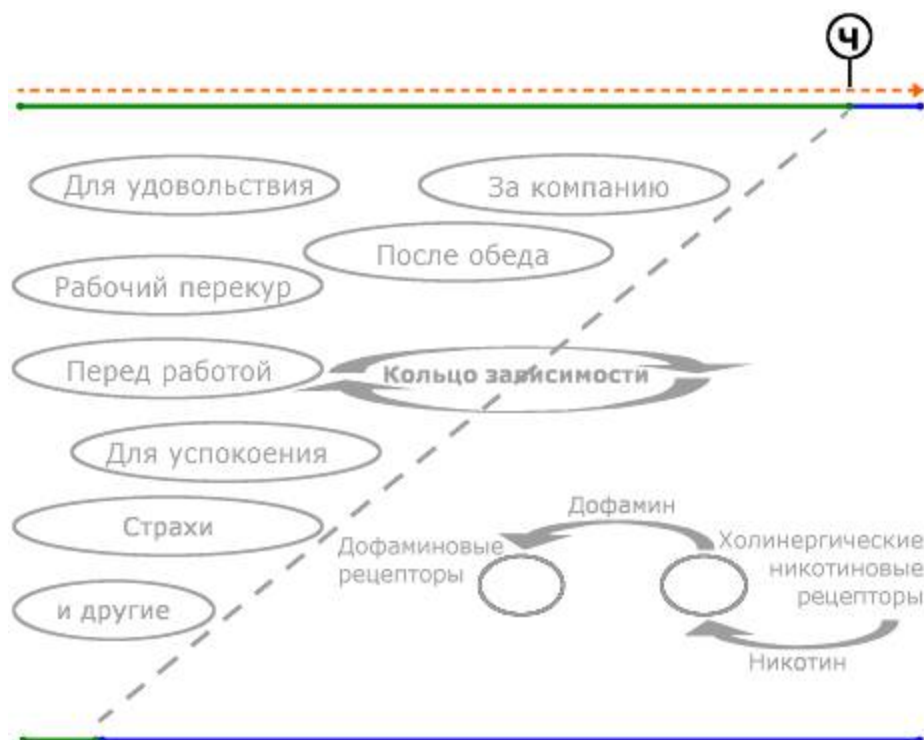 Ч
Для удовольствия
За компанию
После обеда
Рабочий перекур
Перед работой
Кольцо зависимости
Для успокоения
Страхи
и другие
Дофамин
Дофаминовые
рецепторы
Холинергические
никотиновые
рецепторы
Никотин